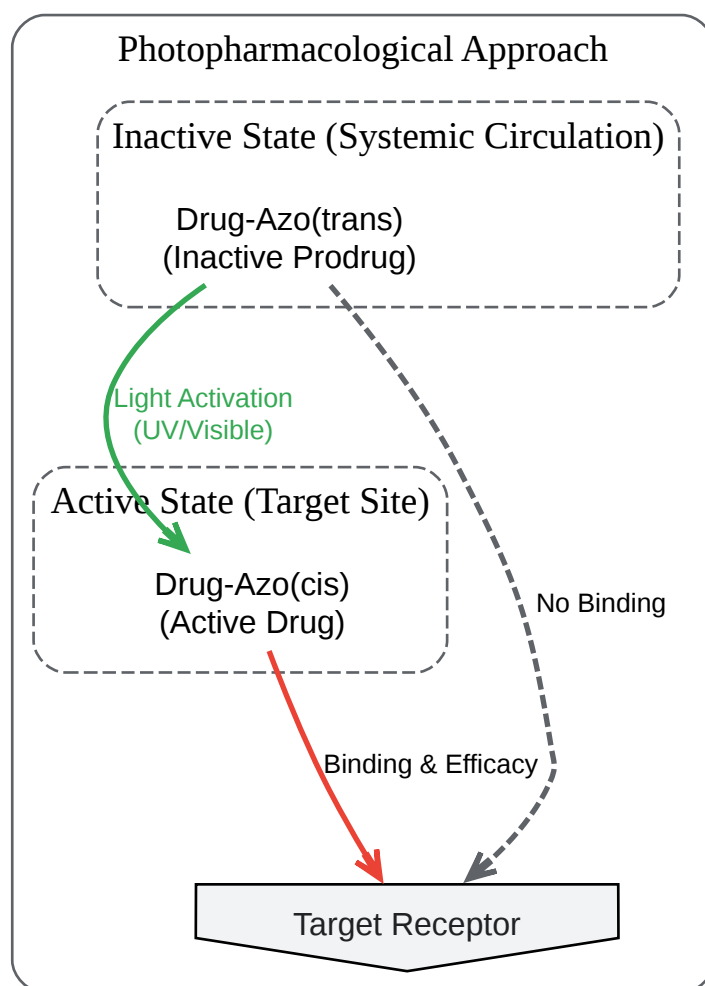 Photopharmacological Approach
Inactive State (Systemic Circulation)
Drug-Azo(trans)
(Inactive Prodrug)
Light Activation
(UV/Visible)
Active State (Target Site)
Drug-Azo(cis)
(Active Drug)
No Binding
Binding & Efficacy
Target Receptor